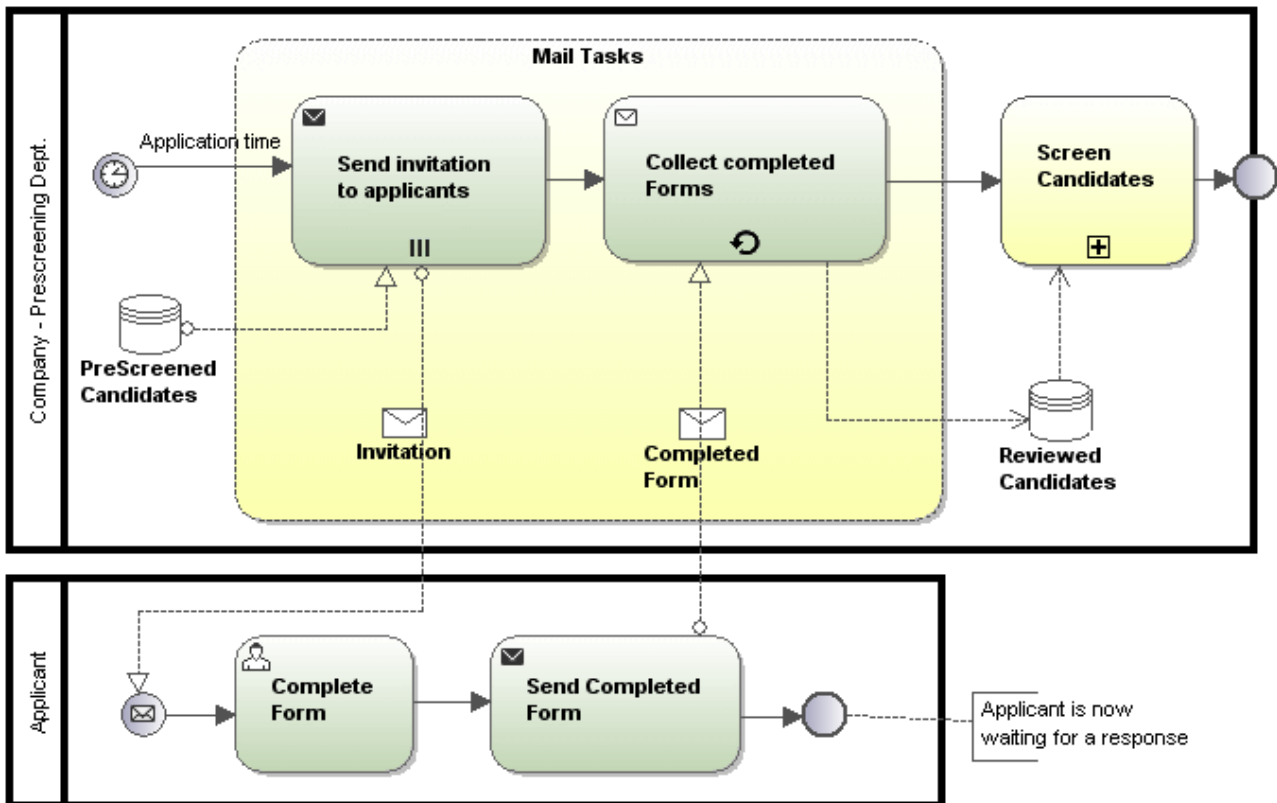 Company - Prescreening Dept.
Mail Tasks
Application time
Send invitation
to applicants
Collect completed
Forms
Screen
Candidates
PreScreened
Candidates
Invitation
Completed
Form
Reviewed
Candidates
Applicant
Complete
Form
Send Completed
Form
Applicant is now
waiting for a response